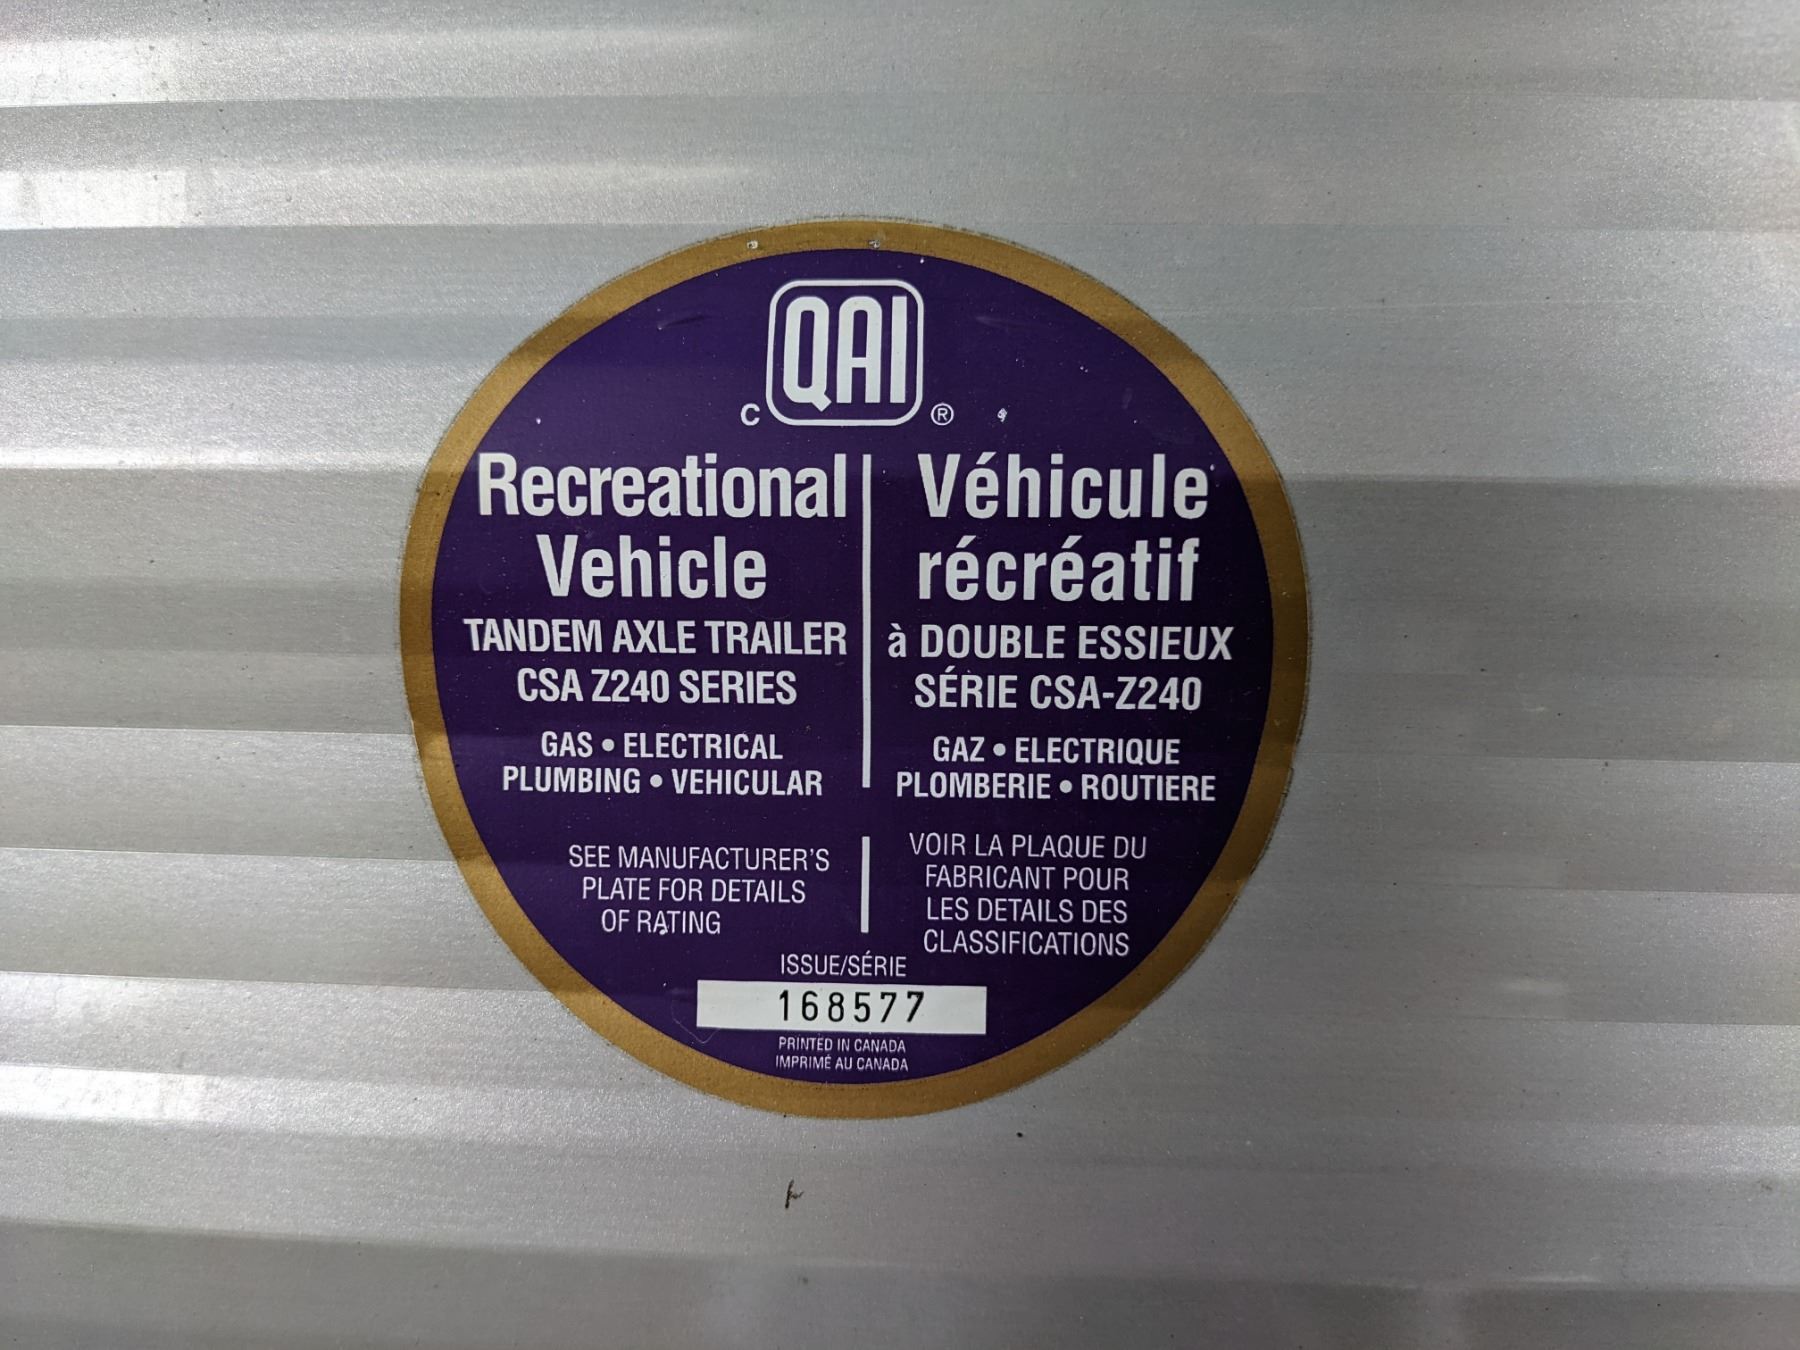 QAI
C ®
Recreational
Vehicle
TANDEM AXLE TRAILER
CSA Z240 SERIES
GAS • ELECTRICAL
PLUMBING • VEHICULAR
SEE MANUFACTURER'S
PLATE FOR DETAILS
OF RATING
Véhicule
récréatif
à DOUBLE ESSIEUX
SÉRIE CSA-Z240
GAZ • ELECTRIQUE
PLOMBERIE • ROUTIERE
VOIR LA PLAQUE DU
FABRICANT POUR
LES DETAILS DES
CLASSIFICATIONS
ISSUE/SÉRIE
168577
PRINTED IN CANADA
IMPRIMÉ AU CANADA